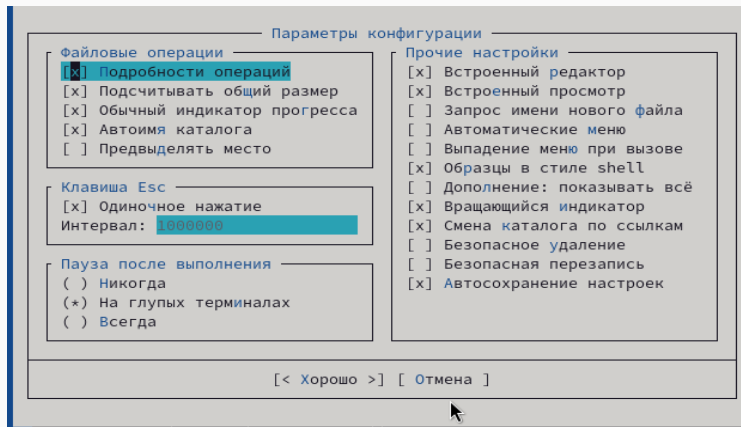 Параметры конфигурации
Файловые операции
[x] Подробности операций
[x] Подсчитывать общий размер
[x] Обычный индикатор прогресса
[x] Автоимя каталога
[ ] Предвыделять место
Клавиша Esc
[x] Одиночное нажатие
Интервал: 1000000
Пауза после выполнения
( ) Никогда
(*) На глупых терминалах
( ) Всегда
Прочие настройки
[x] Встроенный редактор
[x] Встроенный просмотр
[ ] Запрос имени нового файла
[ ] Автоматические меню
[ ] Выпадение меню при вызове
[x] Образцы в стиле shell
[ ] Дополнение: показывать всё
[x] Вращающийся индикатор
[x] Смена каталога по ссылкам
[ ] Безопасное удаление
[ ] Безопасная перезапись
[x] Автосохранение настроек
[< Хорошо >] [ Отмена ]